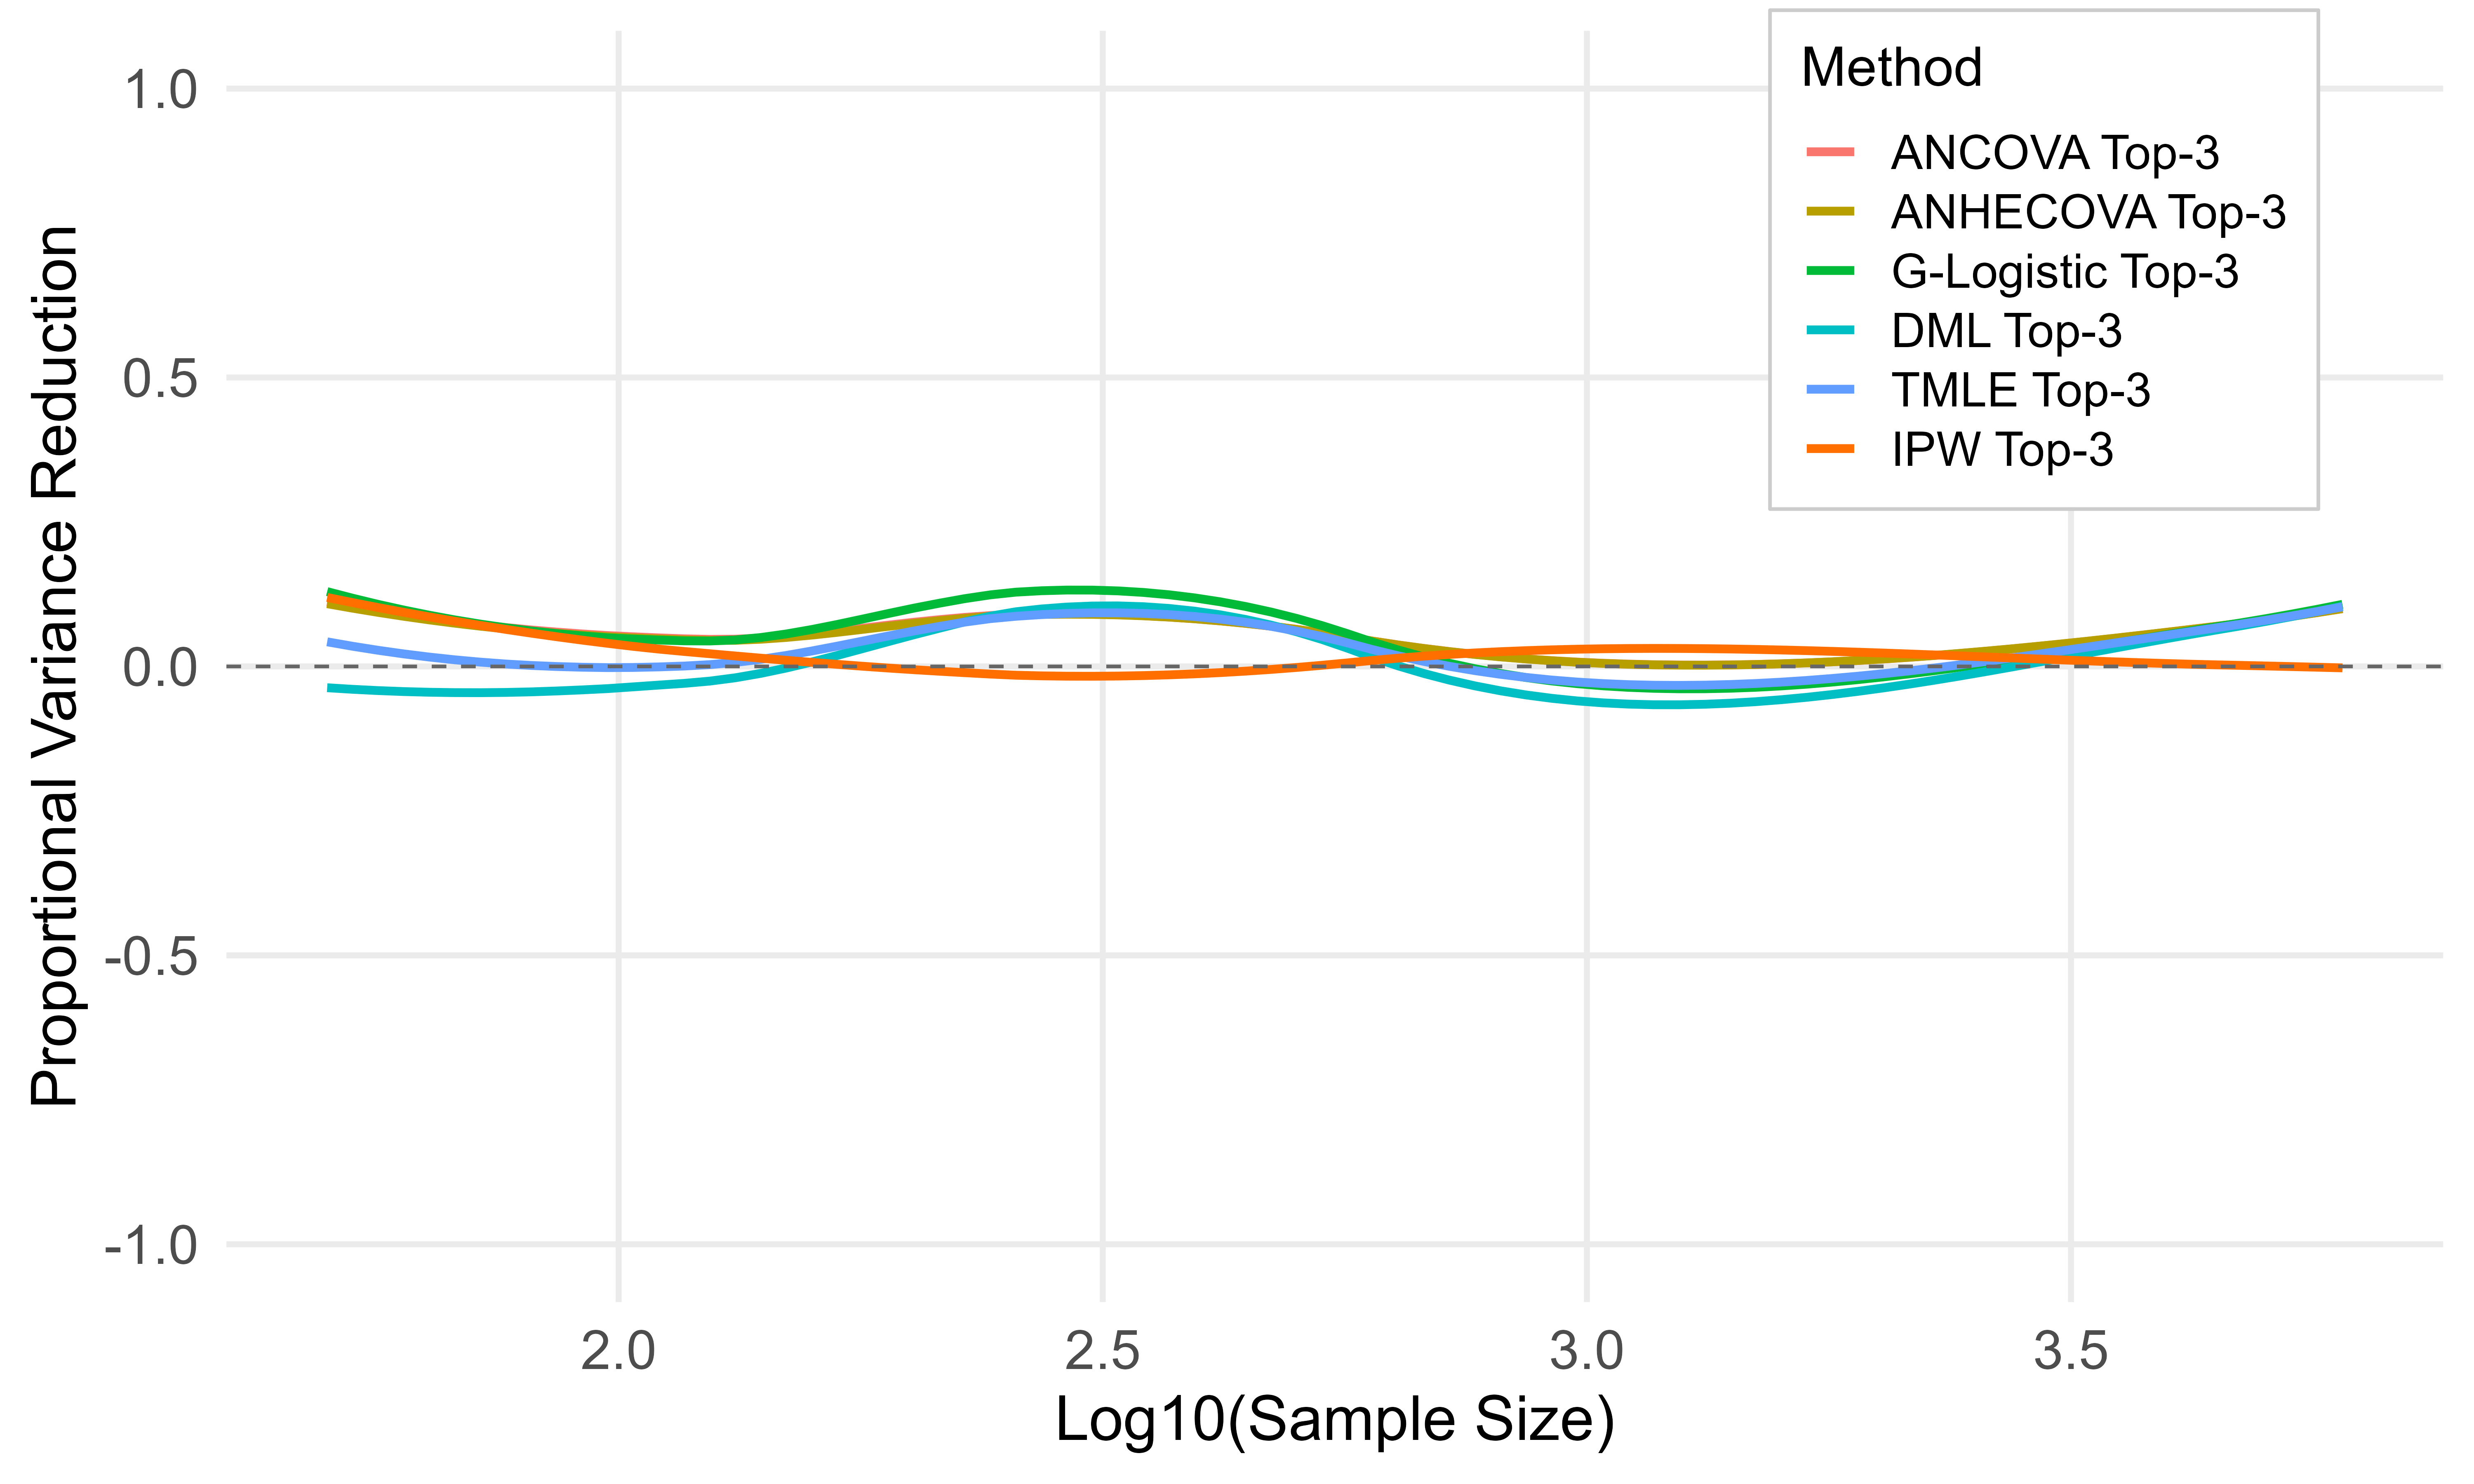 Method
ANCOVA Top-3
ANHECOVA Top-3
G-Logistic Top-3
DML Top-3
TMLE Top-3
IPW Top-3
Proportional Variance Reduction
1.0
0.5
0.0
-0.5
-1.0
2.0 2.5 3.0 3.5
Log10(Sample Size)